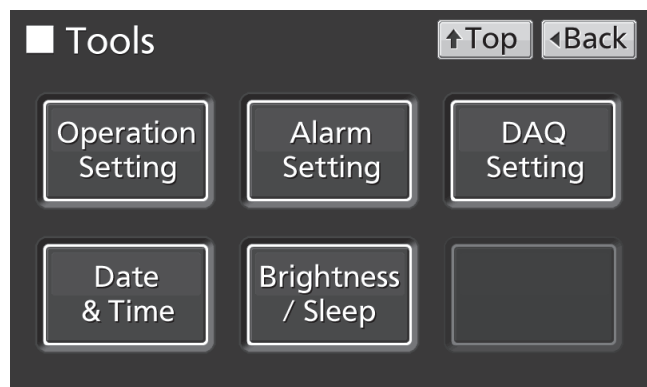 Tools
↑Top
◂Back
Operation
Setting
Alarm
Setting
DAQ
Setting
Date
& Time
Brightness
/ Sleep